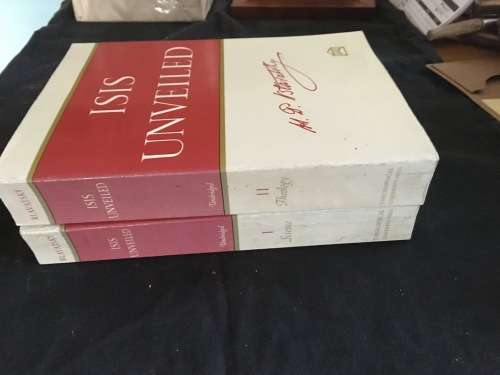 ISIS
UNVEILED
H. P. Blavatsky
BLAVATSKY
ISIS
UNVEILED
Unabridged
II
Theology
BLAVATSKY
ISIS
UNVEILED
Unabridged
I
Science